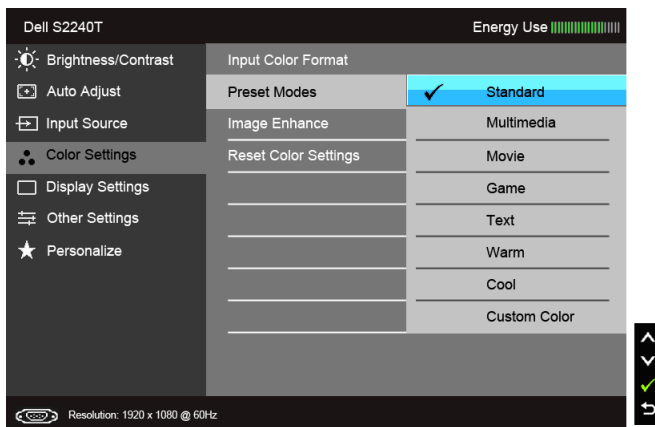 Dell S2240T
Energy Use
Brightness/Contrast
Input Color Format
Auto Adjust
Preset Modes
Standard
Input Source
Image Enhance
Multimedia
Color Settings
Reset Color Settings
Movie
Display Settings
Game
Other Settings
Text
Personalize
Warm
Cool
Custom Color
Resolution: 1920 x 1080 @ 60Hz